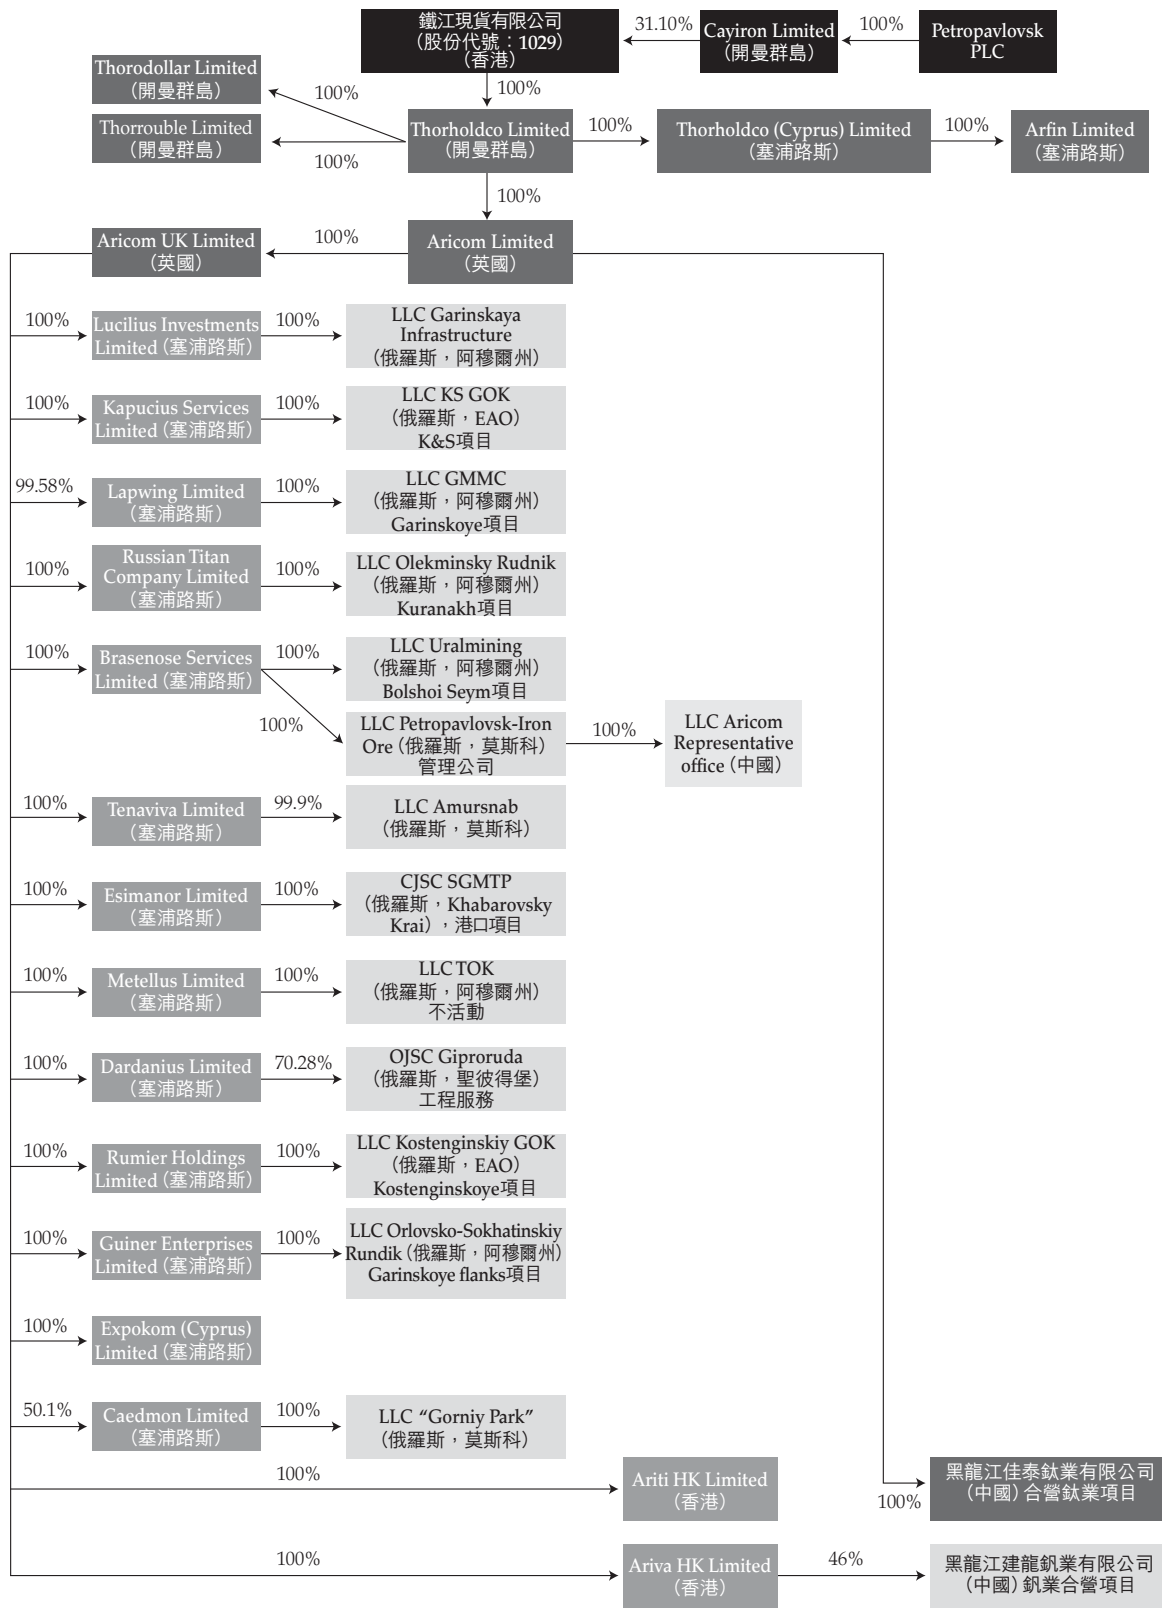 鐵江現貨有限公司
（股份代號：1029）
（香港）
31.10%
Cayiron Limited
（開曼群島）
100%
Petropavlovsk
PLC
100%
Thorodollar Limited
（開曼群島）
100%
Thorrouble Limited
（開曼群島）
100%
Thorholdco Limited
（開曼群島）
100%
Thorholdco (Cyprus) Limited
（塞浦路斯）
100%
Arfin Limited
（塞浦路斯）
100%
Aricom UK Limited
（英國）
100%
Aricom Limited
（英國）
100%
Lucilius Investments
Limited（塞浦路斯）
100%
LLC Garinskaya
Infrastructure
（俄羅斯，阿穆爾州）
100%
Kapucius Services
Limited（塞浦路斯）
100%
LLC KS GOK
（俄羅斯，EAO）
K&S項目
99.58%
Lapwing Limited
（塞浦路斯）
100%
LLC GMMC
（俄羅斯，阿穆爾州）
Garinskoye項目
100%
Russian Titan
Company Limited
（塞浦路斯）
100%
LLC Olekminsky Rudnik
（俄羅斯，阿穆爾州）
Kuranakh項目
100%
Brasenose Services
Limited（塞浦路斯）
100%
LLC Uralmining
（俄羅斯，阿穆爾州）
Bolshoi Seym項目
100%
LLC Petropavlovsk-Iron
Ore（俄羅斯，莫斯科）
管理公司
100%
LLC Aricom
Representative
office（中國）
100%
Tenaviva Limited
（塞浦路斯）
99.9%
LLC Amursnab
（俄羅斯，莫斯科）
100%
Esimanor Limited
（塞浦路斯）
100%
CJSC SGMTP
（俄羅斯，Khabarovsky
Krai），港口項目
100%
Metellus Limited
（塞浦路斯）
100%
LLC TOK
（俄羅斯，阿穆爾州）
不活動
100%
Dardanius Limited
（塞浦路斯）
70.28%
OJSC Giproruda
（俄羅斯，聖彼得堡）
工程服務
100%
Rumier Holdings
Limited（塞浦路斯）
100%
LLC Kostenginskiy GOK
（俄羅斯，EAO）
Kostenginskoye項目
100%
Guiner Enterprises
Limited（塞浦路斯）
100%
LLC Orlovsko-Sokhatinskiy
Rundik（俄羅斯，阿穆爾州）
Garinskoye flanks項目
100%
Expokom (Cyprus)
Limited（塞浦路斯）
50.1%
Caedmon Limited
（塞浦路斯）
100%
LLC “Gorniy Park”
（俄羅斯，莫斯科）
100%
Ariti HK Limited
（香港）
100%
黑龍江佳泰鈦業有限公司
（中國）合營鈦業項目
100%
Ariva HK Limited
（香港）
46%
黑龍江建龍釩業有限公司
（中國）釩業合營項目